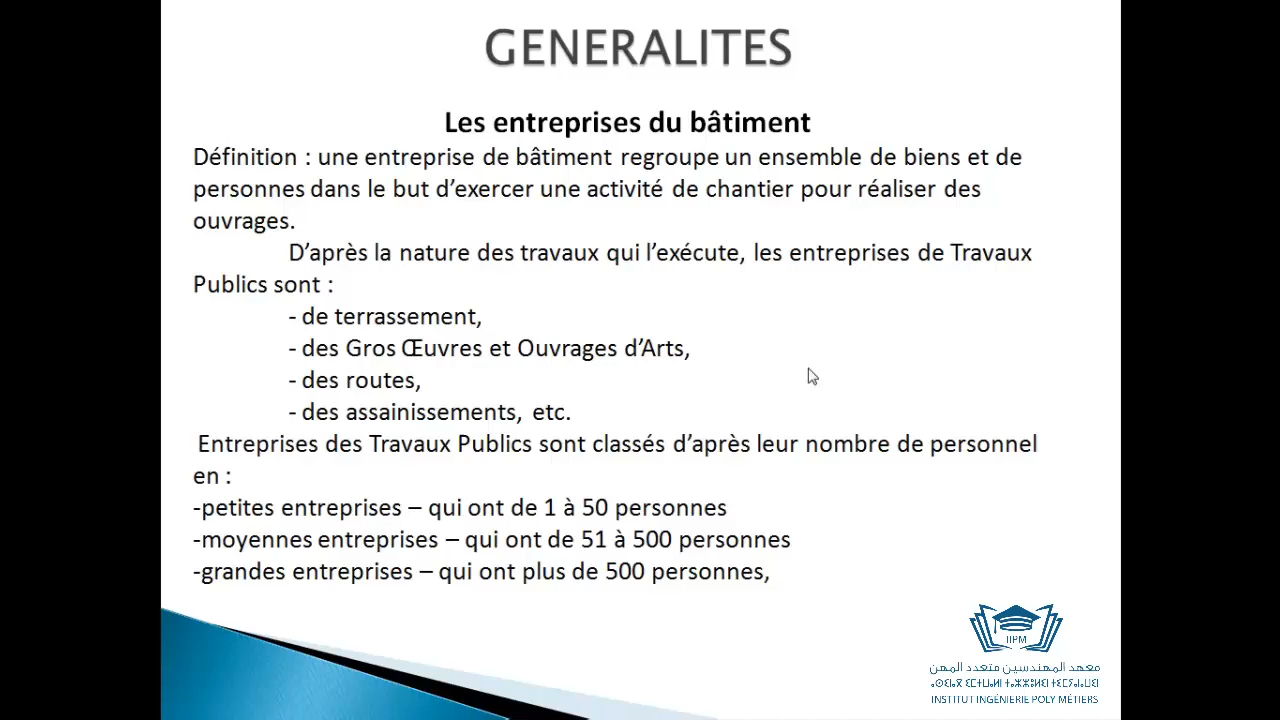 GENERALITES
Les entreprises du bâtiment
Définition : une entreprise de bâtiment regroupe un ensemble de biens et de
personnes dans le but d’exercer une activité de chantier pour réaliser des
ouvrages.
D’après la nature des travaux qui l’exécute, les entreprises de Travaux
Publics sont :
- de terrassement,
- des Gros Œuvres et Ouvrages d’Arts,
- des routes,
- des assainissements, etc.
Entreprises des Travaux Publics sont classés d’après leur nombre de personnel
en :
-petites entreprises – qui ont de 1 à 50 personnes
-moyennes entreprises – qui ont de 51 à 500 personnes
-grandes entreprises – qui ont plus de 500 personnes,
IIPM
معهد المهندسين متعدد المهن
INSTITUT INGÉNIERIE POLY MÉTIERS